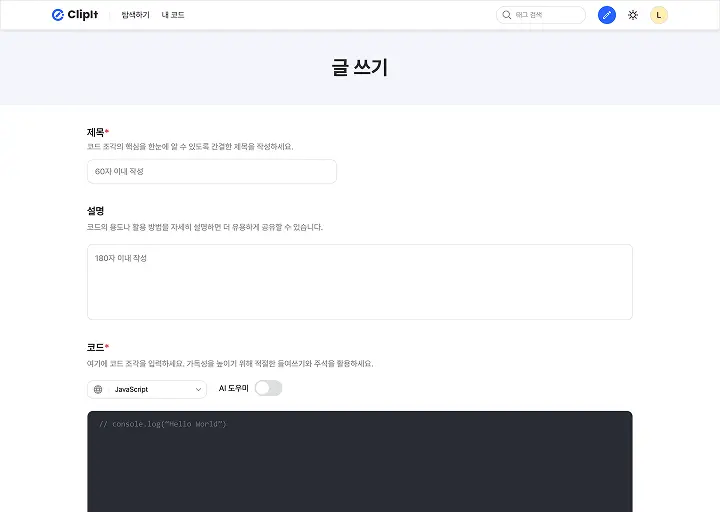 ClipIt
탐색하기
내 코드
태그 검색
L
글 쓰기
제목*
코드 조각의 핵심을 한눈에 알 수 있도록 간결한 제목을 작성하세요.
60자 이내 작성
설명
코드의 용도나 활용 방법을 자세히 설명하면 더 유용하게 공유할 수 있습니다.
180자 이내 작성
코드*
여기에 코드 조각을 입력하세요. 가독성을 높이기 위해 적절한 들여쓰기와 주석을 활용하세요.
JavaScript
AI 도우미
// console.log("Hello World")